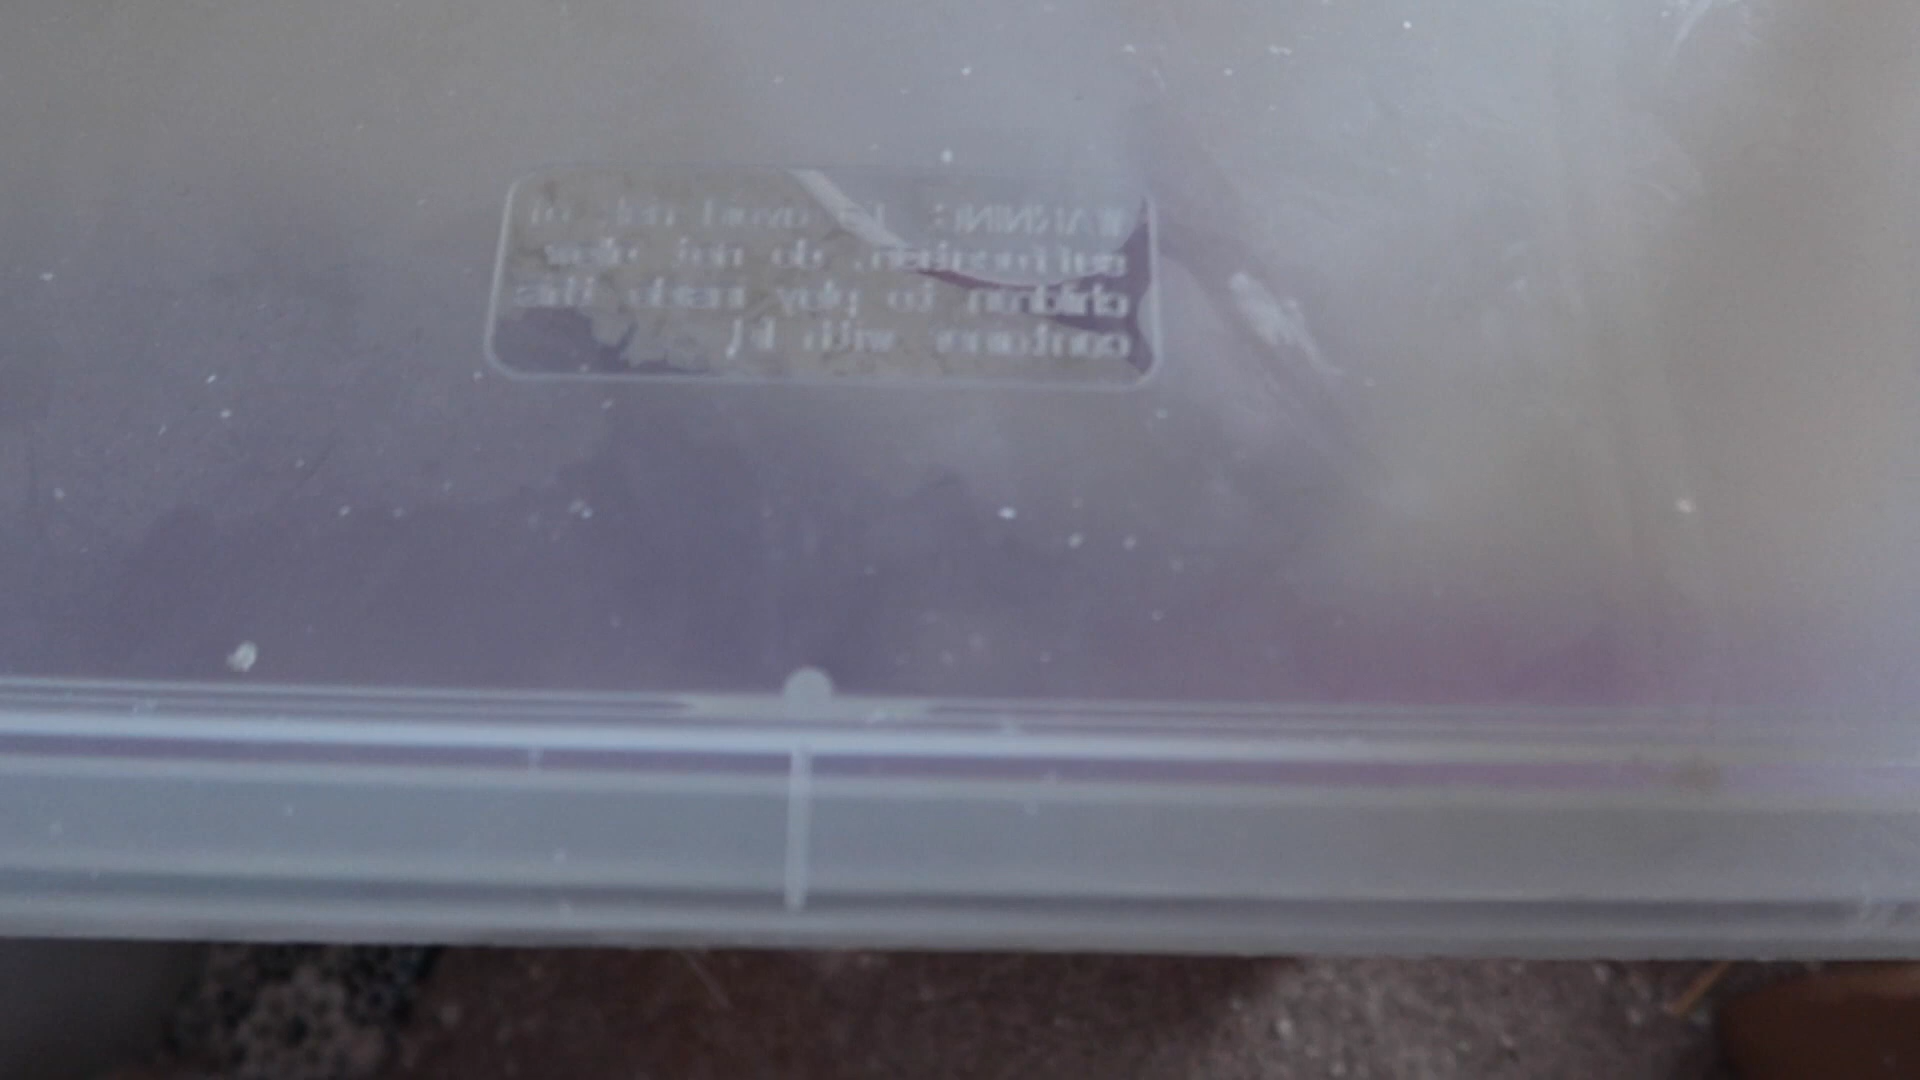 WARNING: To avoid risk of
suffocation, do not allow
children to play inside this
container with lid